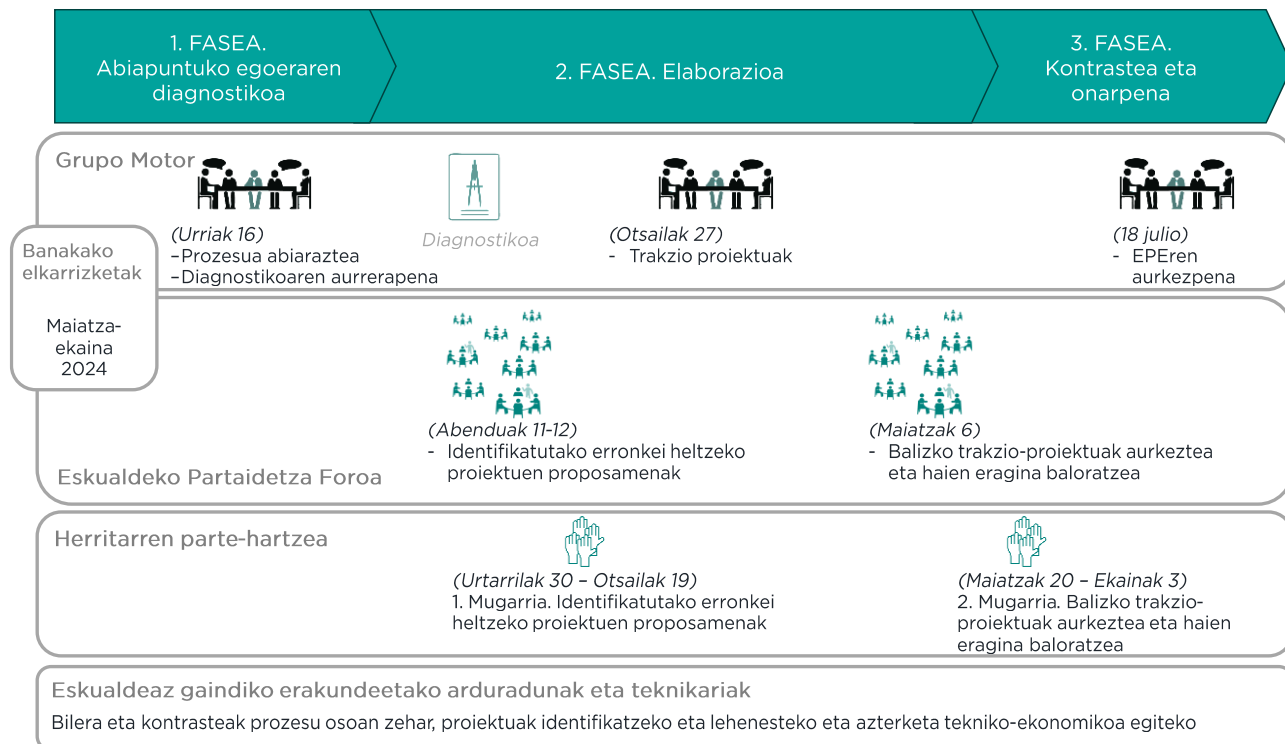 1. FASEA.
Abiapuntuko egoeraren
diagnostikoa
2. FASEA. Elaborazioa
3. FASEA.
Kontrastea eta
onarpena
Grupo Motor
(Urriak 16)
–Prozesua abiaraztea
–Diagnostikoaren aurrerapena
Diagnostikoa
(Otsailak 27)
- Trakzio proiektuak
(18 julio)
- EPEren
aurkezpena
Banakako
elkarrizketak
Maiatza-
ekaina
2024
(Abenduak 11-12)
- Identifikatutako erronkei heltzeko
proiektuen proposamenak
(Maiatzak 6)
- Balizko trakzio-proiektuak aurkeztea
eta haien eragina baloratzea
Eskualdeko Partaidetza Foroa
Herritarren parte-hartzea
(Urtarrilak 30 – Otsailak 19)
1. Mugarria. Identifikatutako erronkei
heltzeko proiektuen proposamenak
(Maiatzak 20 – Ekainak 3)
2. Mugarria. Balizko trakzio-
proiektuak aurkeztea eta haien
eragina baloratzea
Eskualdeaz gaindiko erakundeetako arduradunak eta teknikariak
Bilera eta kontrasteak prozesu osoan zehar, proiektuak identifikatzeko eta lehenesteko eta azterketa tekniko-ekonomikoa egiteko